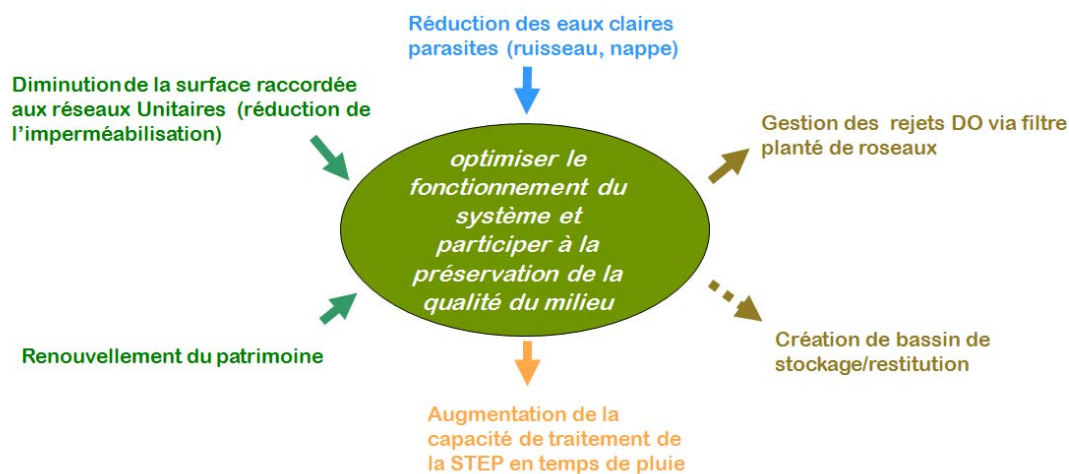 Réduction des eaux claires
parasites (ruisseau, nappe)
Diminution de la surface raccordée
aux réseaux Unitaires (réduction de
l'imperméabilisation)
Gestion des rejets DO via filtre
planté de roseaux
optimiser le
fonctionnement du
système et
participer à la
préservation de la
qualité du milieu
Renouvellement du patrimoine
Création de bassin de
stockage/restitution
Augmentation de la
capacité de traitement de
la STEP en temps de pluie